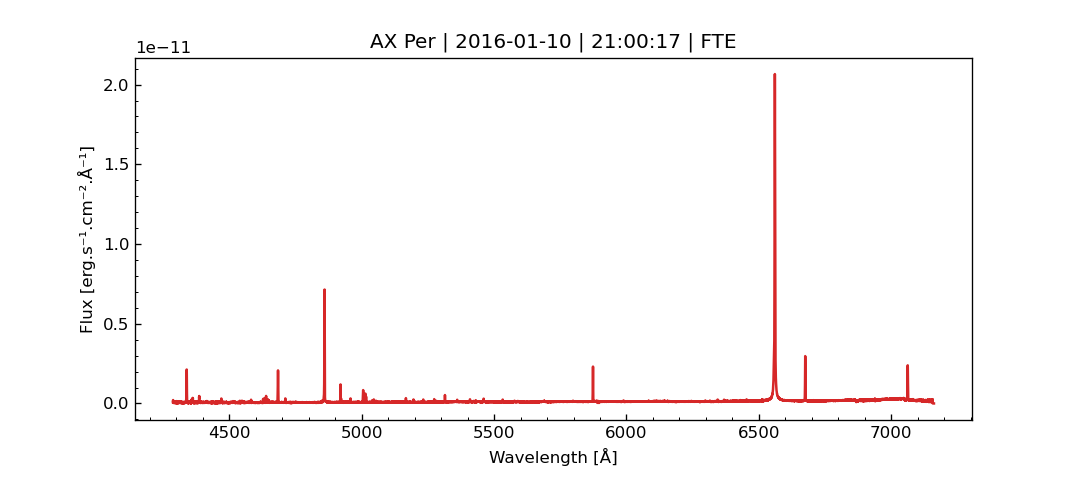 AX Per | 2016-01-10 | 21:00:17 | FTE
1e−11
2.0
1.5
1.0
0.5
0.0
Flux [erg.s⁻¹.cm⁻².Å⁻¹]
4500 5000 5500 6000 6500 7000
Wavelength [Å]